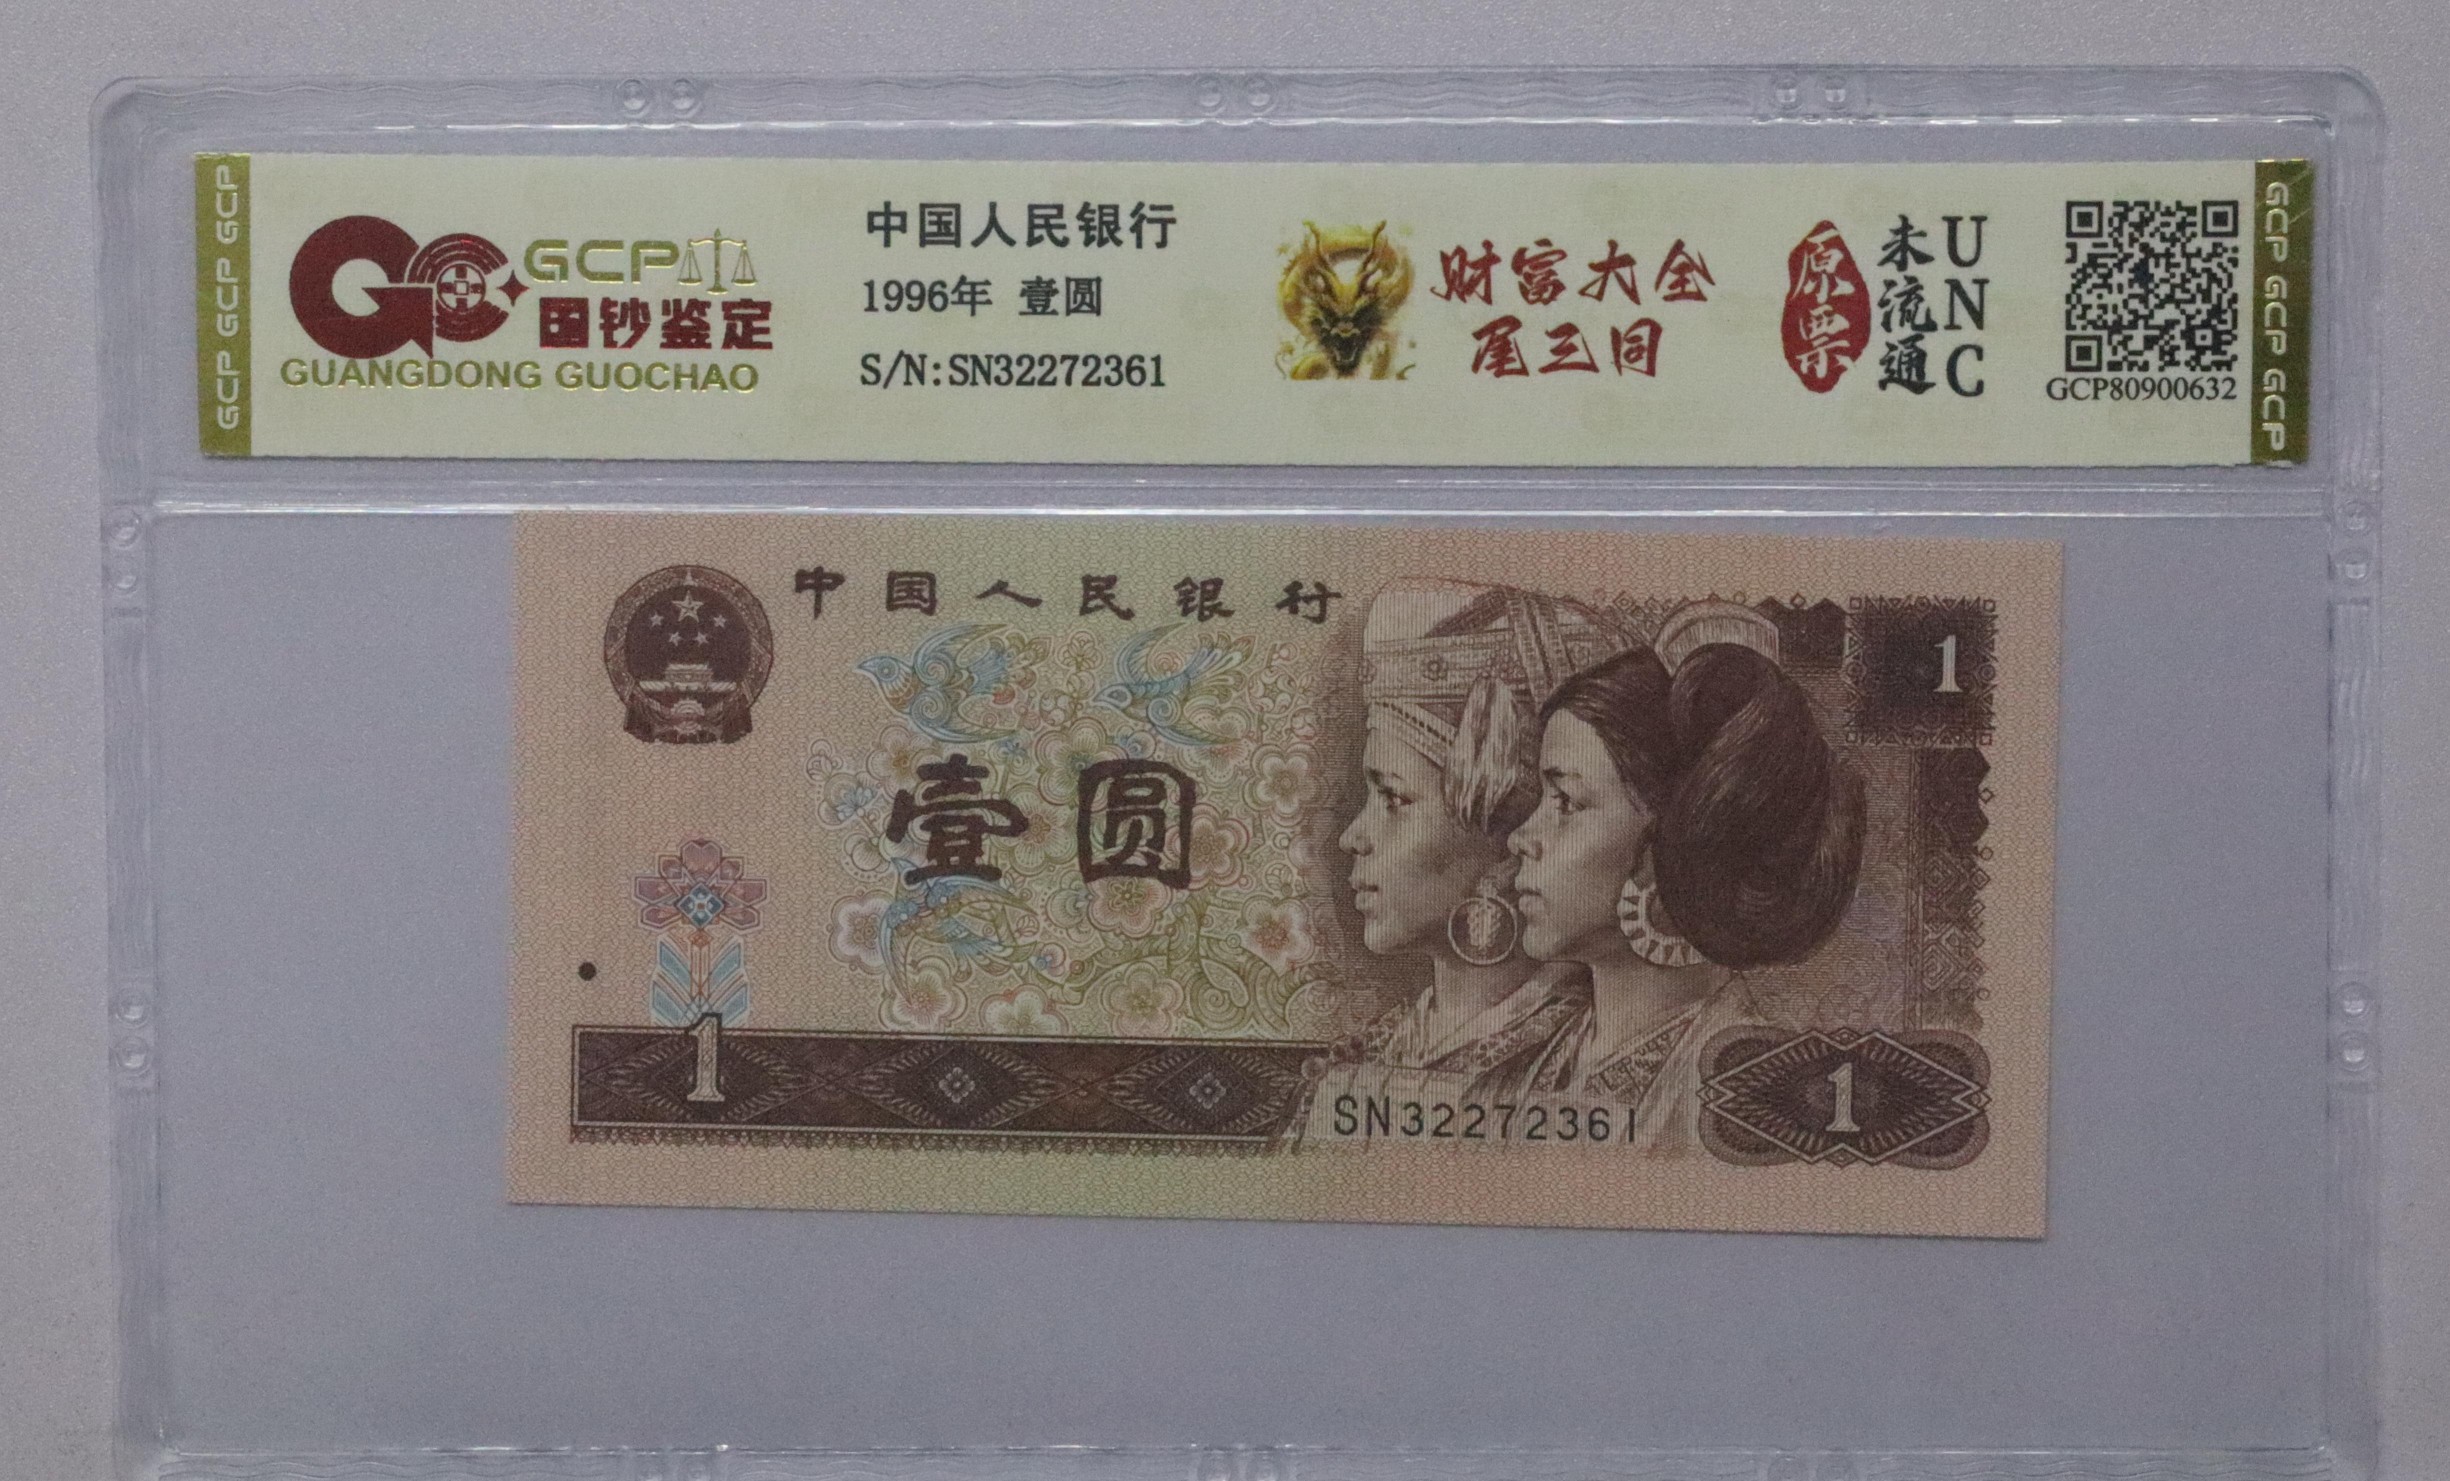 GCP GCP GCP
GCP
国钞鉴定
GUANGDONG GUOCHAO
中国人民银行
1996年 壹圆
S/N:SN32272361
财富大全
尾三同
原票
未流通
UNC
GCP80900632
GCP GCP GCP
中国人民银行
1
壹圆
1
SN32272361
1